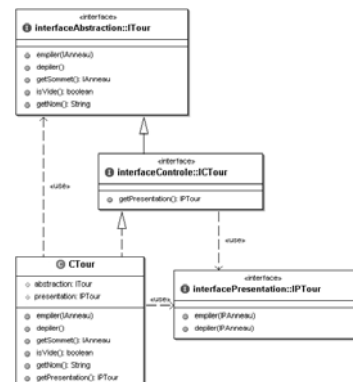 «interface»
interfaceAbstraction::ITour
empiler(IAnneau)
depiler()
getSommet(): IAnneau
isVide(): boolean
getNom(): String
«interface»
interfaceControle::ICTour
getPresentation(): IPTour
«use»
«use»
CTour
abstraction: ITour
presentation: IPTour
empiler(IAnneau)
depiler()
getSommet(): IAnneau
isVide(): boolean
getNom(): String
getPresentation(): IPTour
«use»
«interface»
interfacePresentation::IPTour
empiler(IPAnneau)
depiler(IPAnneau)